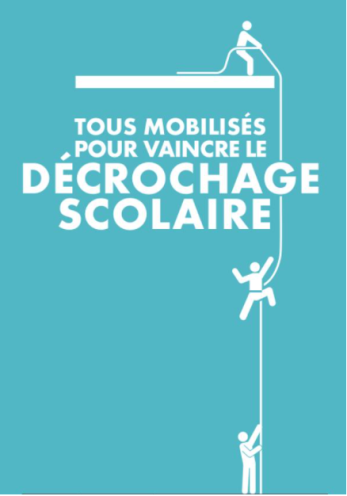 TOUS MOBILISÉS
POUR VAINCRE LE
DÉCROCHAGE
SCOLAIRE